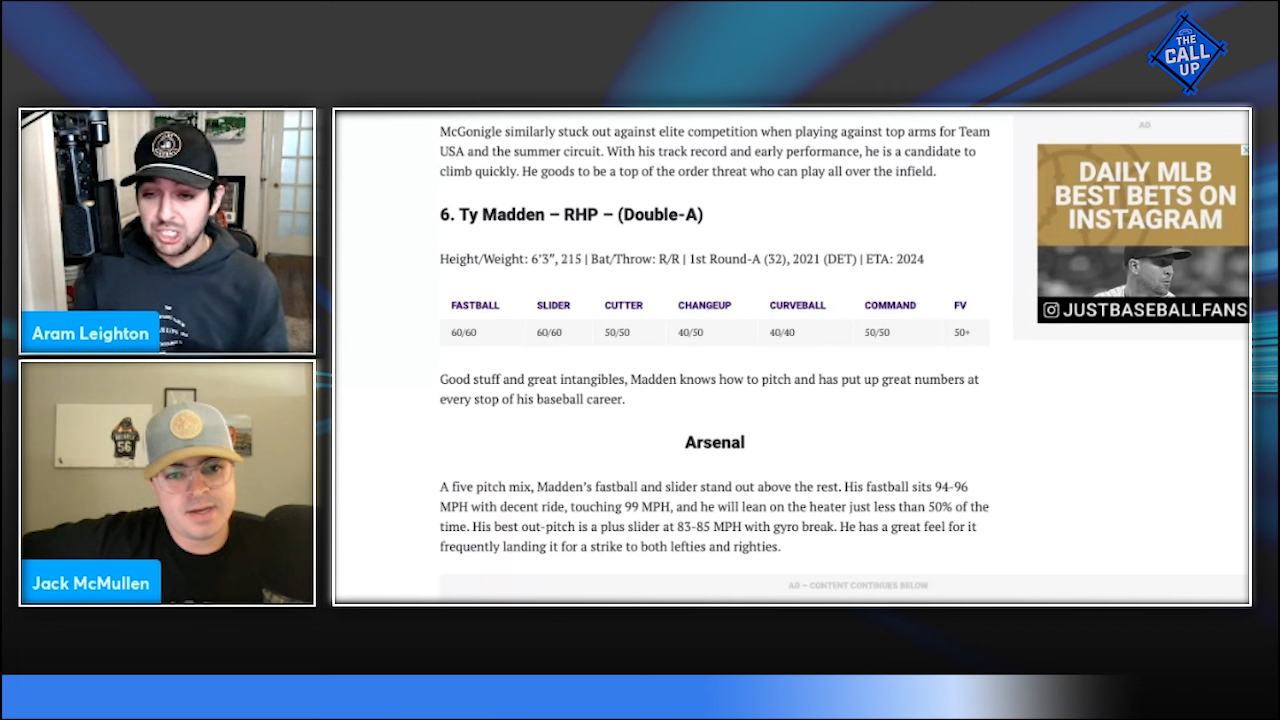 THE
CALL
UP
McGonigle similarly stuck out against elite competition when playing against top arms for Team
USA and the summer circuit. With his track record and early performance, he is a candidate to
climb quickly. He goods to be a top of the order threat who can play all over the infield.
6. Ty Madden – RHP – (Double-A)
Height/Weight: 6’3″, 215 | Bat/Throw: R/R | 1st Round-A (32), 2021 (DET) | ETA: 2024
FASTBALL SLIDER CUTTER CHANGEUP CURVEBALL COMMAND FV
60/60 60/60 50/50 40/50 40/40 50/50 50+
Good stuff and great intangibles, Madden knows how to pitch and has put up great numbers at
every stop of his baseball career.
Arsenal
A five pitch mix, Madden’s fastball and slider stand out above the rest. His fastball sits 94-96
MPH with decent ride, touching 99 MPH, and he will lean on the heater just less than 50% of the
time. His best out-pitch is a plus slider at 83-85 MPH with gyro break. He has a great feel for it
frequently landing it for a strike to both lefties and righties.
AD – CONTENT CONTINUES BELOW
AD
DAILY MLB
BEST BETS ON
INSTAGRAM
JUSTBASEBALLFANS
Aram Leighton
56
Jack McMullen